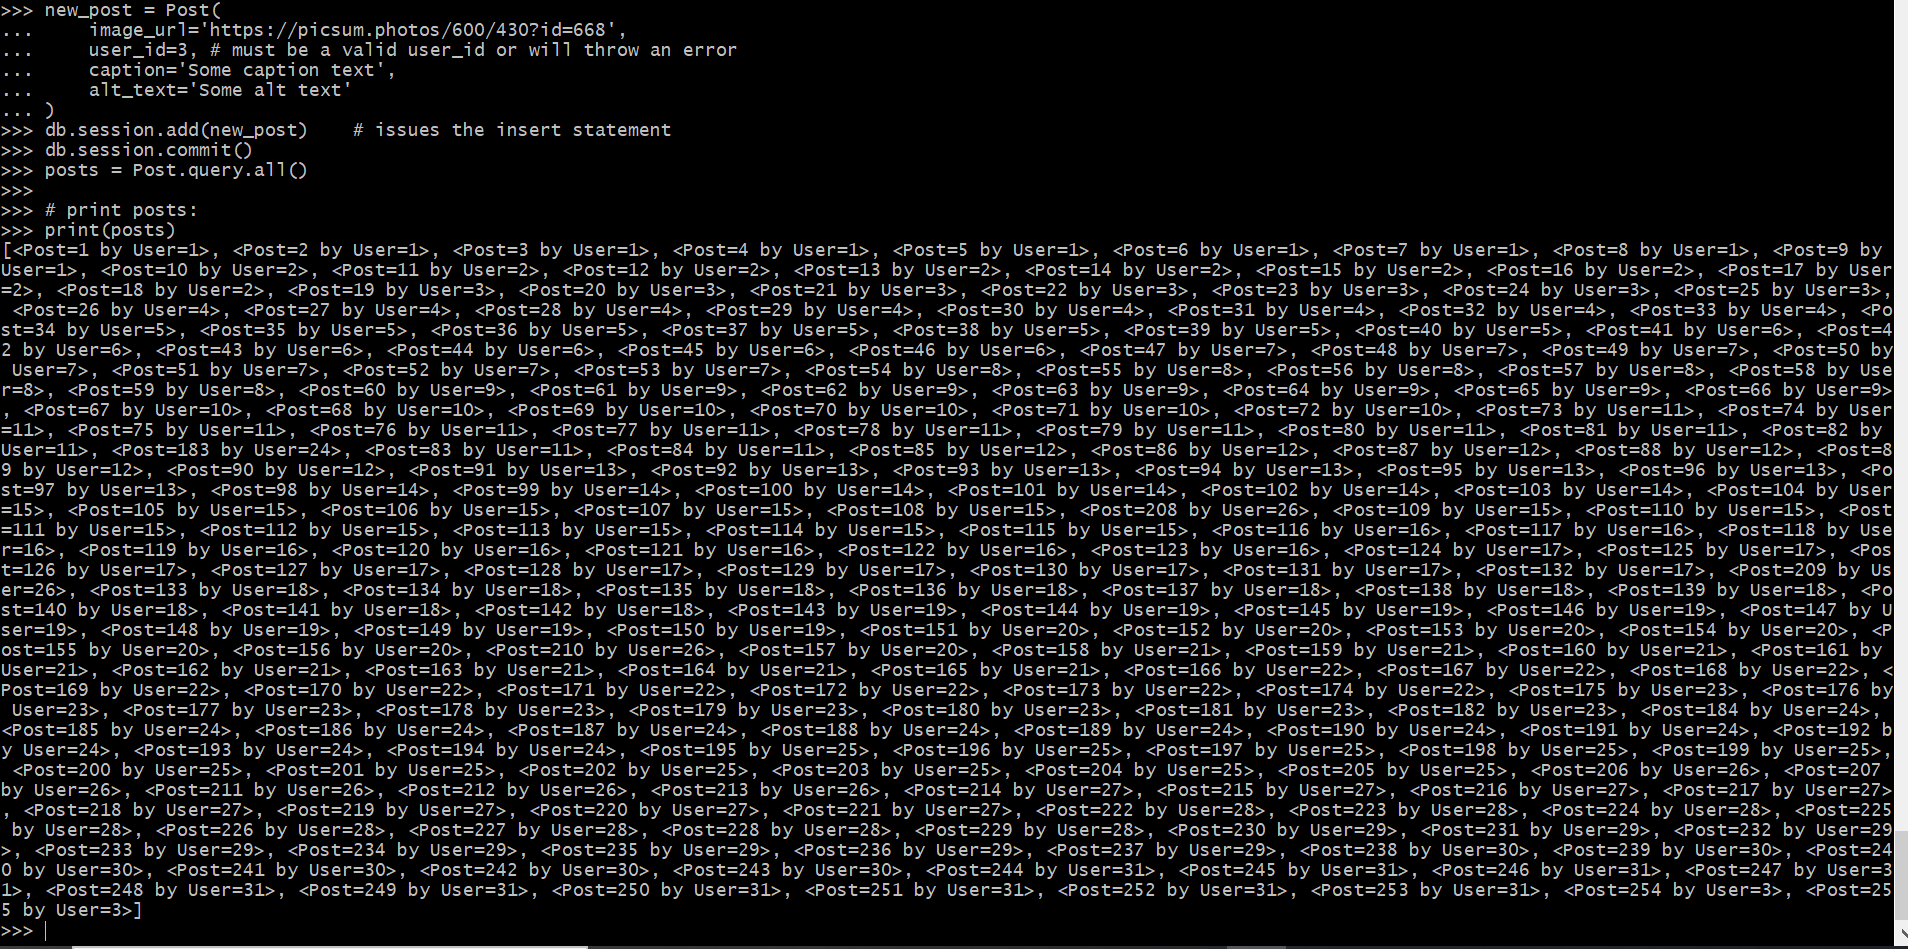 >>> new_post = Post(
...     image_url='https://picsum.photos/600/430?id=668',
...     user_id=3, # must be a valid user_id or will throw an error
...     caption='Some caption text',
...     alt_text='Some alt text'
... )
>>> db.session.add(new_post)    # issues the insert statement
>>> db.session.commit()
>>> posts = Post.query.all()
>>>
>>> # print posts:
>>> print(posts)
[<Post=1 by User=1>, <Post=2 by User=1>, <Post=3 by User=1>, <Post=4 by User=1>, <Post=5 by User=1>, <Post=6 by User=1>, <Post=7 by User=1>, <Post=8 by User=1>, <Post=9 by
User=1>, <Post=10 by User=2>, <Post=11 by User=2>, <Post=12 by User=2>, <Post=13 by User=2>, <Post=14 by User=2>, <Post=15 by User=2>, <Post=16 by User=2>, <Post=17 by User
=2>, <Post=18 by User=2>, <Post=19 by User=3>, <Post=20 by User=3>, <Post=21 by User=3>, <Post=22 by User=3>, <Post=23 by User=3>, <Post=24 by User=3>, <Post=25 by User=3>,
 <Post=26 by User=4>, <Post=27 by User=4>, <Post=28 by User=4>, <Post=29 by User=4>, <Post=30 by User=4>, <Post=31 by User=4>, <Post=32 by User=4>, <Post=33 by User=4>, <Po
st=34 by User=5>, <Post=35 by User=5>, <Post=36 by User=5>, <Post=37 by User=5>, <Post=38 by User=5>, <Post=39 by User=5>, <Post=40 by User=5>, <Post=41 by User=6>, <Post=4
2 by User=6>, <Post=43 by User=6>, <Post=44 by User=6>, <Post=45 by User=6>, <Post=46 by User=6>, <Post=47 by User=7>, <Post=48 by User=7>, <Post=49 by User=7>, <Post=50 by
 User=7>, <Post=51 by User=7>, <Post=52 by User=7>, <Post=53 by User=7>, <Post=54 by User=8>, <Post=55 by User=8>, <Post=56 by User=8>, <Post=57 by User=8>, <Post=58 by Use
r=8>, <Post=59 by User=8>, <Post=60 by User=9>, <Post=61 by User=9>, <Post=62 by User=9>, <Post=63 by User=9>, <Post=64 by User=9>, <Post=65 by User=9>, <Post=66 by User=9>
, <Post=67 by User=10>, <Post=68 by User=10>, <Post=69 by User=10>, <Post=70 by User=10>, <Post=71 by User=10>, <Post=72 by User=10>, <Post=73 by User=11>, <Post=74 by User
=11>, <Post=75 by User=11>, <Post=76 by User=11>, <Post=77 by User=11>, <Post=78 by User=11>, <Post=79 by User=11>, <Post=80 by User=11>, <Post=81 by User=11>, <Post=82 by
User=11>, <Post=183 by User=24>, <Post=83 by User=11>, <Post=84 by User=11>, <Post=85 by User=12>, <Post=86 by User=12>, <Post=87 by User=12>, <Post=88 by User=12>, <Post=8
9 by User=12>, <Post=90 by User=12>, <Post=91 by User=13>, <Post=92 by User=13>, <Post=93 by User=13>, <Post=94 by User=13>, <Post=95 by User=13>, <Post=96 by User=13>, <Po
st=97 by User=13>, <Post=98 by User=14>, <Post=99 by User=14>, <Post=100 by User=14>, <Post=101 by User=14>, <Post=102 by User=14>, <Post=103 by User=14>, <Post=104 by User
=15>, <Post=105 by User=15>, <Post=106 by User=15>, <Post=107 by User=15>, <Post=108 by User=15>, <Post=208 by User=26>, <Post=109 by User=15>, <Post=110 by User=15>, <Post
=111 by User=15>, <Post=112 by User=15>, <Post=113 by User=15>, <Post=114 by User=15>, <Post=115 by User=15>, <Post=116 by User=16>, <Post=117 by User=16>, <Post=118 by Use
r=16>, <Post=119 by User=16>, <Post=120 by User=16>, <Post=121 by User=16>, <Post=122 by User=16>, <Post=123 by User=16>, <Post=124 by User=17>, <Post=125 by User=17>, <Pos
t=126 by User=17>, <Post=127 by User=17>, <Post=128 by User=17>, <Post=129 by User=17>, <Post=130 by User=17>, <Post=131 by User=17>, <Post=132 by User=17>, <Post=209 by Us
er=26>, <Post=133 by User=18>, <Post=134 by User=18>, <Post=135 by User=18>, <Post=136 by User=18>, <Post=137 by User=18>, <Post=138 by User=18>, <Post=139 by User=18>, <Po
st=140 by User=18>, <Post=141 by User=18>, <Post=142 by User=18>, <Post=143 by User=19>, <Post=144 by User=19>, <Post=145 by User=19>, <Post=146 by User=19>, <Post=147 by U
ser=19>, <Post=148 by User=19>, <Post=149 by User=19>, <Post=150 by User=19>, <Post=151 by User=20>, <Post=152 by User=20>, <Post=153 by User=20>, <Post=154 by User=20>, <P
ost=155 by User=20>, <Post=156 by User=20>, <Post=210 by User=26>, <Post=157 by User=20>, <Post=158 by User=21>, <Post=159 by User=21>, <Post=160 by User=21>, <Post=161 by
User=21>, <Post=162 by User=21>, <Post=163 by User=21>, <Post=164 by User=21>, <Post=165 by User=21>, <Post=166 by User=22>, <Post=167 by User=22>, <Post=168 by User=22>, <
Post=169 by User=22>, <Post=170 by User=22>, <Post=171 by User=22>, <Post=172 by User=22>, <Post=173 by User=22>, <Post=174 by User=22>, <Post=175 by User=23>, <Post=176 by
 User=23>, <Post=177 by User=23>, <Post=178 by User=23>, <Post=179 by User=23>, <Post=180 by User=23>, <Post=181 by User=23>, <Post=182 by User=23>, <Post=184 by User=24>,
<Post=185 by User=24>, <Post=186 by User=24>, <Post=187 by User=24>, <Post=188 by User=24>, <Post=189 by User=24>, <Post=190 by User=24>, <Post=191 by User=24>, <Post=192 b
y User=24>, <Post=193 by User=24>, <Post=194 by User=24>, <Post=195 by User=25>, <Post=196 by User=25>, <Post=197 by User=25>, <Post=198 by User=25>, <Post=199 by User=25>,
 <Post=200 by User=25>, <Post=201 by User=25>, <Post=202 by User=25>, <Post=203 by User=25>, <Post=204 by User=25>, <Post=205 by User=25>, <Post=206 by User=26>, <Post=207
by User=26>, <Post=211 by User=26>, <Post=212 by User=26>, <Post=213 by User=26>, <Post=214 by User=27>, <Post=215 by User=27>, <Post=216 by User=27>, <Post=217 by User=27>
, <Post=218 by User=27>, <Post=219 by User=27>, <Post=220 by User=27>, <Post=221 by User=27>, <Post=222 by User=28>, <Post=223 by User=28>, <Post=224 by User=28>, <Post=225
 by User=28>, <Post=226 by User=28>, <Post=227 by User=28>, <Post=228 by User=28>, <Post=229 by User=28>, <Post=230 by User=29>, <Post=231 by User=29>, <Post=232 by User=29
>, <Post=233 by User=29>, <Post=234 by User=29>, <Post=235 by User=29>, <Post=236 by User=29>, <Post=237 by User=29>, <Post=238 by User=30>, <Post=239 by User=30>, <Post=24
0 by User=30>, <Post=241 by User=30>, <Post=242 by User=30>, <Post=243 by User=30>, <Post=244 by User=31>, <Post=245 by User=31>, <Post=246 by User=31>, <Post=247 by User=3
1>, <Post=248 by User=31>, <Post=249 by User=31>, <Post=250 by User=31>, <Post=251 by User=31>, <Post=252 by User=31>, <Post=253 by User=31>, <Post=254 by User=3>, <Post=25
5 by User=3>]
>>>